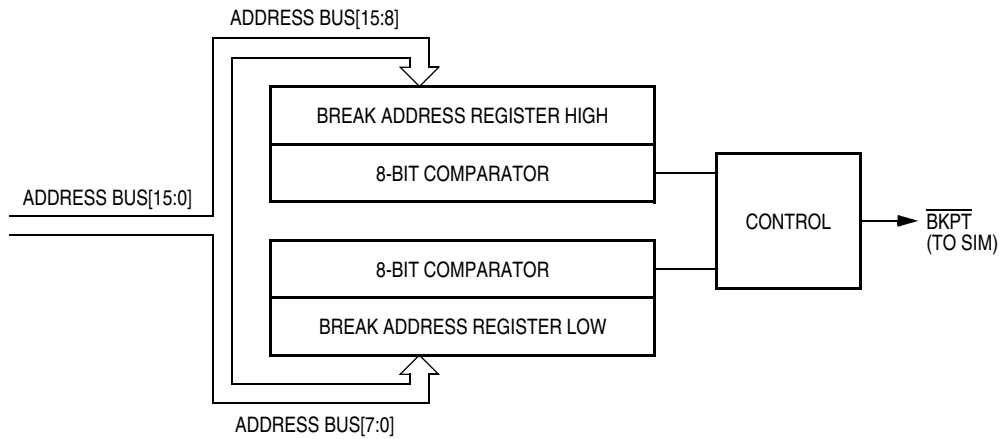 ADDRESS BUS[15:8]
BREAK ADDRESS REGISTER HIGH
8-BIT COMPARATOR
ADDRESS BUS[15:0]
CONTROL
BKPT
(TO SIM)
8-BIT COMPARATOR
BREAK ADDRESS REGISTER LOW
ADDRESS BUS[7:0]